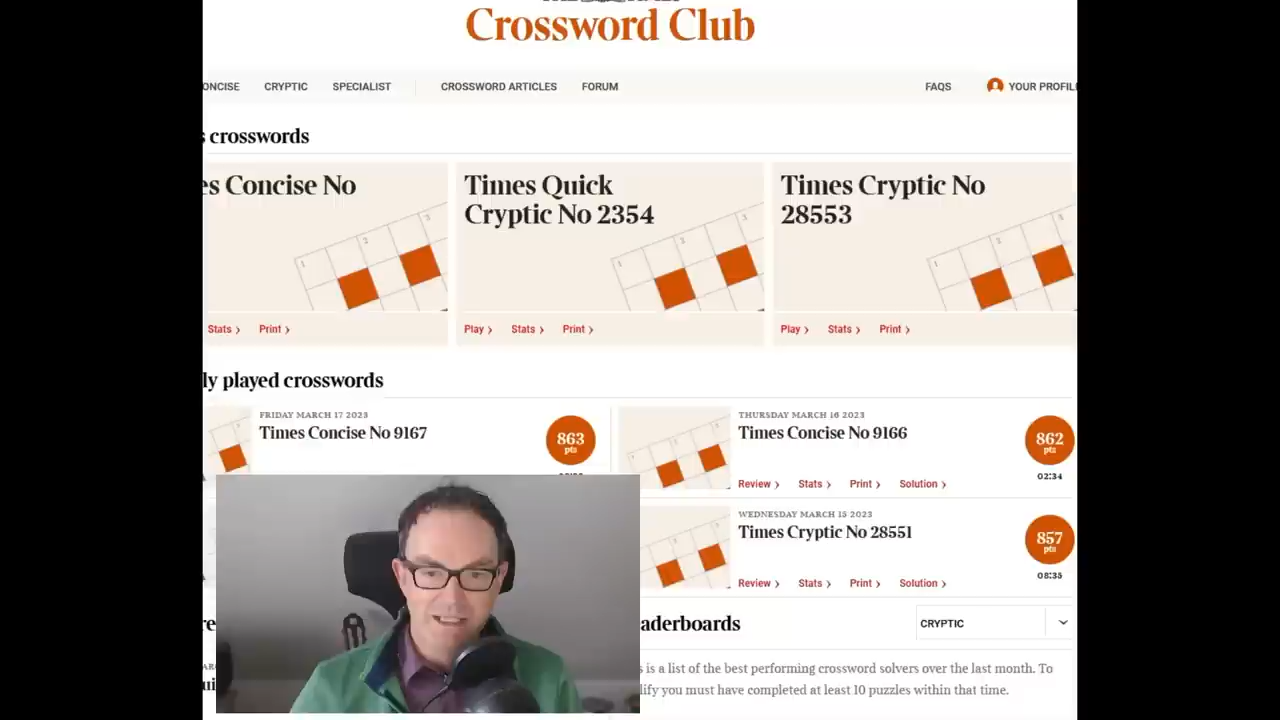 Crossword Club
ONCISE CRYPTIC SPECIALIST CROSSWORD ARTICLES FORUM FAQS YOUR PROFIL
s crosswords
es Concise No
Stats › Print ›
Times Quick
Cryptic No 2354
Play › Stats › Print ›
Times Cryptic No
28553
Play › Stats › Print ›
ly played crosswords
FRIDAY MARCH 17 2023
Times Concise No 9167
863
pts
THURSDAY MARCH 16 2023
Times Concise No 9166
862
pts
02:34
Review › Stats › Print › Solution ›
WEDNESDAY MARCH 15 2023
Times Cryptic No 28551
857
pts
08:35
Review › Stats › Print › Solution ›
re
aderboards
CRYPTIC
s is a list of the best performing crossword solvers over the last month. To
lify you must have completed at least 10 puzzles within that time.